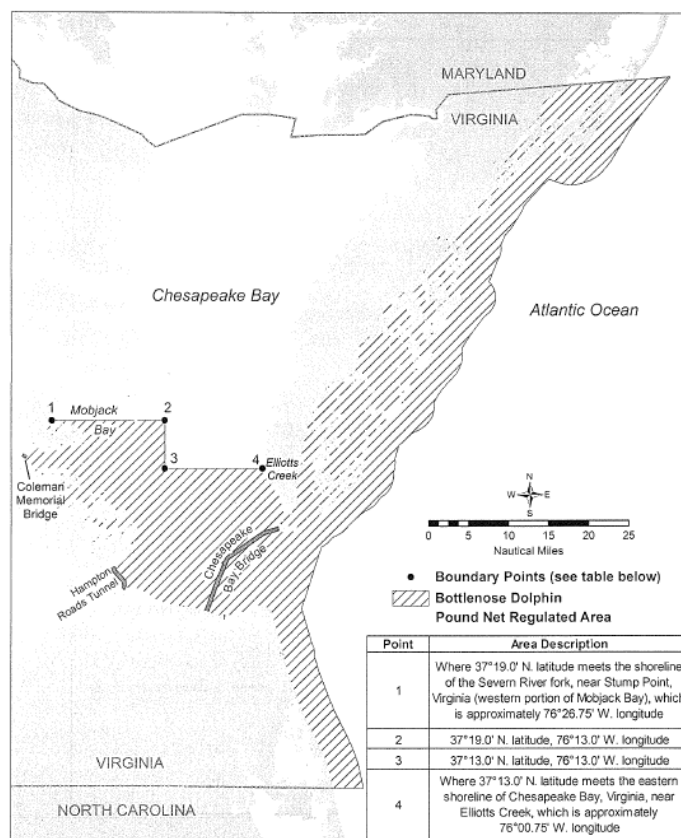 MARYLAND
VIRGINIA
Chesapeake Bay
Atlantic Ocean
1
Mobjack
2
Bay
3
4
Elliotts
Creek
Coleman
Memorial
Bridge
Chesapeake
Bay-Bridge
Hampton
Roads Tunnel
N
W E
S
0 5 10 15 20 25
Nautical Miles
Boundary Points (see table below)
Bottlenose Dolphin
Pound Net Regulated Area
VIRGINIA
NORTH CAROLINA
Point Area Description
1 Where 37°19.0' N. latitude meets the shoreline
of the Severn River fork, near Stump Point,
Virginia (western portion of Mobjack Bay), which
is approximately 76°26.75' W. longitude
2 37°19.0' N. latitude, 76°13.0' W. longitude
3 37°13.0' N. latitude, 76°13.0' W. longitude
4 Where 37°13.0' N. latitude meets the eastern
shoreline of Chesapeake Bay, Virginia, near
Elliotts Creek, which is approximately
76°00.75' W. longitude